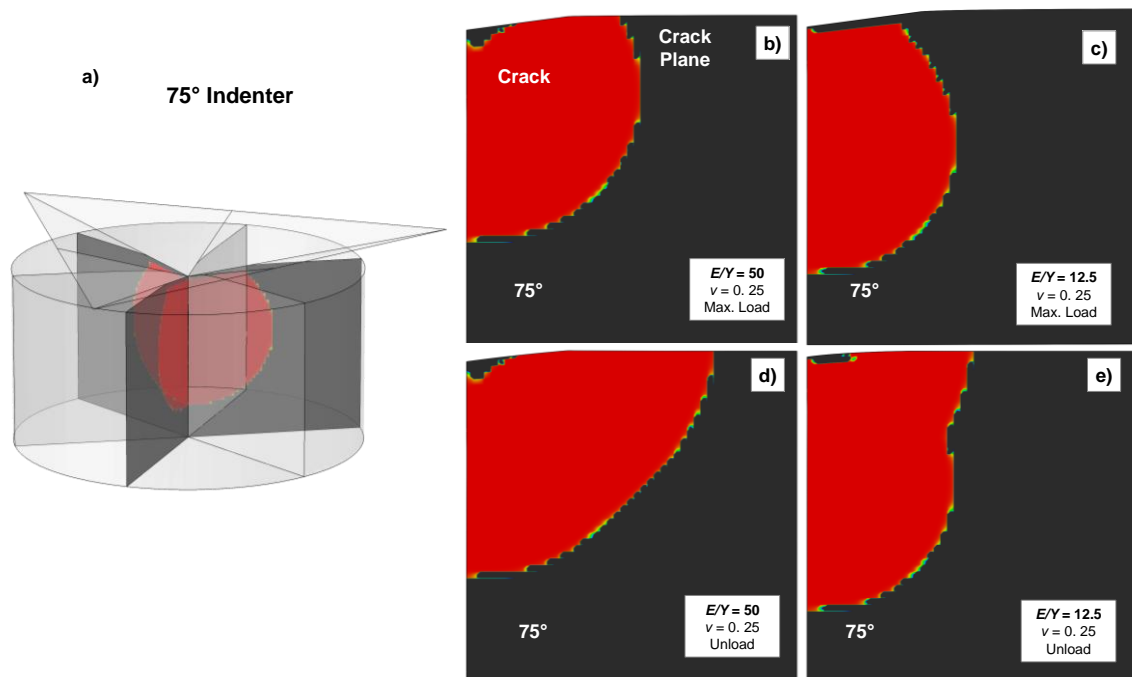 a)
75° Indenter
b)
Crack
Plane
Crack
75°
E/Y = 50
v = 0. 25
Max. Load
c)
75°
E/Y = 12.5
v = 0. 25
Max. Load
d)
75°
E/Y = 50
v = 0. 25
Unload
e)
75°
E/Y = 12.5
v = 0. 25
Unload